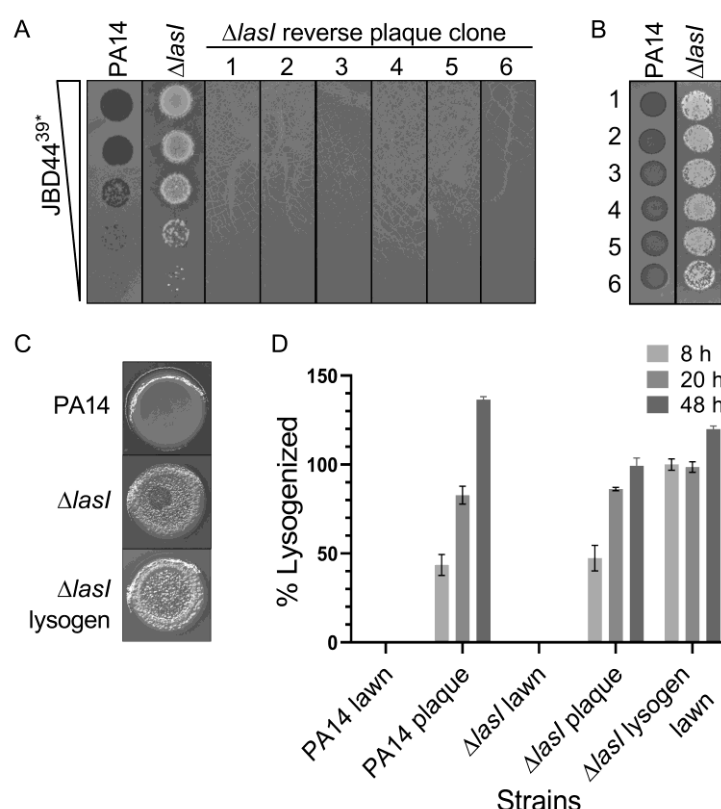 A
PA14
ΔlasI
ΔlasI reverse plaque clone
1 2 3 4 5 6
JBD44³⁹*
B
PA14
ΔlasI
1
2
3
4
5
6
C
PA14
ΔlasI
ΔlasI
lysogen
D
8 h
20 h
48 h
% Lysogenized
150
100
50
0
PA14 lawn
PA14 plaque
ΔlasI lawn
ΔlasI plaque
ΔlasI lysogen
lawn
Strains